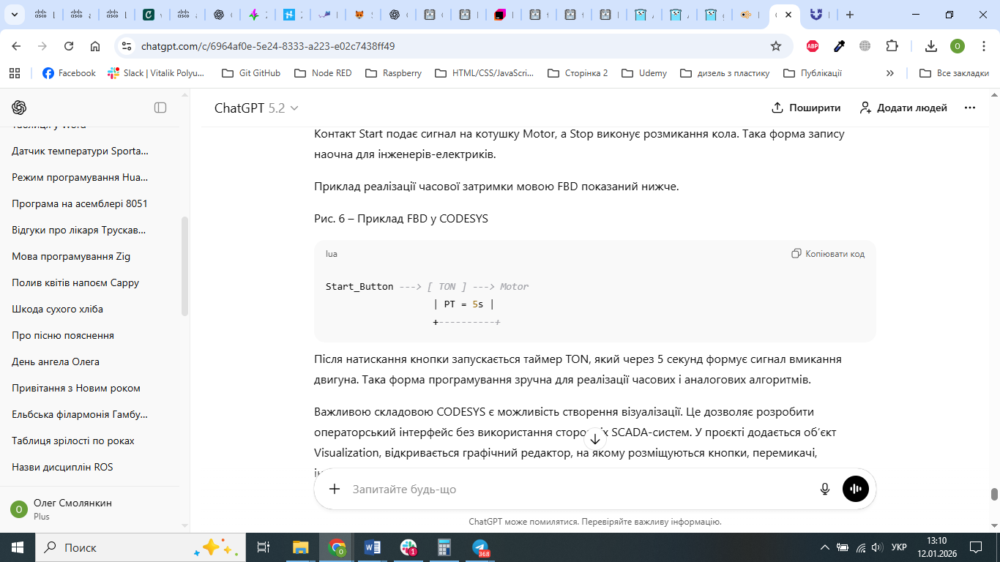 chatgpt.com/c/6964af0e-5e24-8333-a223-e02c7438ff49
ABP
O
Facebook
Slack | Vitalik Polyu...
Git GitHub
Node RED
Raspberry
HTML/CSS/JavaScri...
Сторінка 2
Udemy
дизель з пластику
Публікації
Все закладки
ChatGPT 5.2
Поширити
Додати людей
Таблиця у Word
Датчик температури Sporta...
Режим програмування Hua...
Програма на асемблері 8051
Відгуки про лікаря Трускав...
Мова програмування Zig
Полив квітів напоєм Cappy
Шкода сухого хліба
Про пісню пояснення
День ангела Олега
Привітання з Новим роком
Ельбська філармонія Гамбу...
Таблиця зрілості по роках
Назви дисциплін ROS
O
Олег Смолянкин
Plus
Контакт Start подає сигнал на котушку Motor, а Stop виконує розмикання кола. Така форма запису
наочна для інженерів-електриків.
Приклад реалізації часової затримки мовою FBD показаний нижче.
Рис. 6 – Приклад FBD у CODESYS
lua
Копіювати код
Start_Button ---> [ TON ] ---> Motor
| PT = 5s |
+----------+
Після натискання кнопки запускається таймер TON, який через 5 секунд формує сигнал вмикання
двигуна. Така форма програмування зручна для реалізації часових і аналогових алгоритмів.
Важливою складовою CODESYS є можливість створення візуалізації. Це дозволяє розробити
операторський інтерфейс без використання SCADA-систем. У проєкті додається об’єкт
Visualization, відкривається графічний редактор, на якому розміщуються кнопки, перемикачі,
Запитайте будь-що
ChatGPT може помилятися. Перевіряйте важливу інформацію.
Поиск
1
368
УКР
13:10
12.01.2026